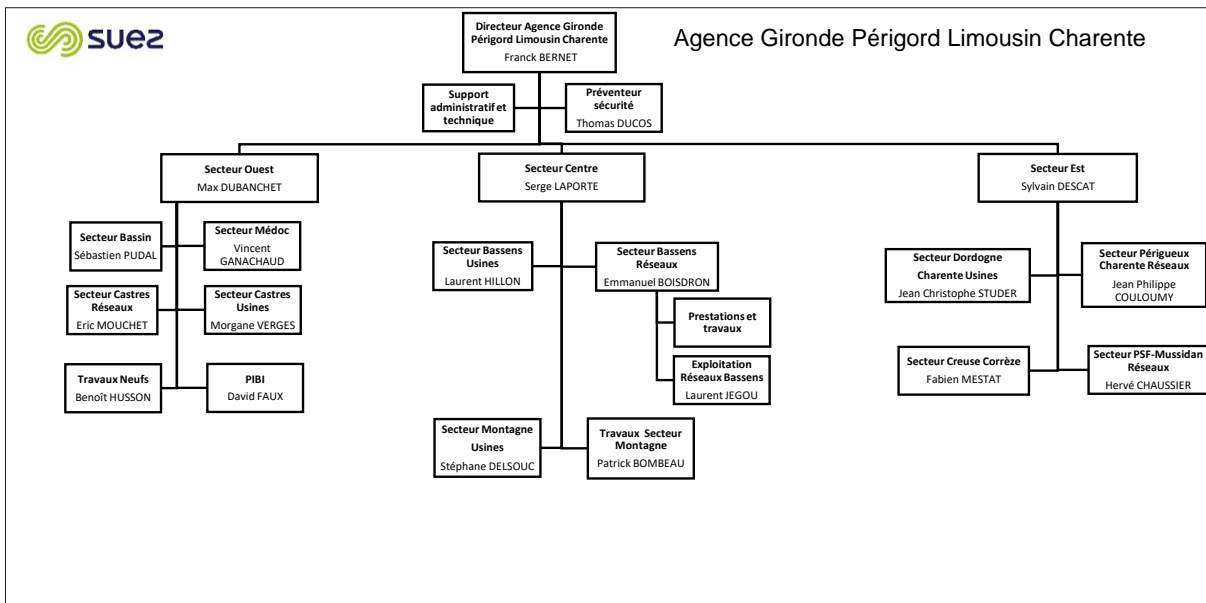 suez
Agence Gironde Périgord Limousin Charente
Directeur Agence Gironde
Périgord Limousin Charente
Franck BERNET
Support
administratif et
technique
Préventeur
sécurité
Thomas DUCOS
Secteur Ouest
Max DUBANCHET
Secteur Centre
Serge LAPORTE
Secteur Est
Sylvain DESCAT
Secteur Bassin
Sébastien PUDAL
Secteur Médoc
Vincent
GANACHAUD
Secteur Castres
Réseaux
Eric MOUCHET
Secteur Castres
Usines
Morgane VERGES
Travaux Neufs
Benoît HUSSON
PIBI
David FAUX
Secteur Bassens
Usines
Laurent HILLON
Secteur Bassens
Réseaux
Emmanuel BOISDRON
Prestations et
travaux
Exploitation
Réseaux Bassens
Laurent JEGOU
Secteur Montagne
Usines
Stéphane DELSOUC
Travaux Secteur
Montagne
Patrick BOMBEAU
Secteur Dordogne
Charente Usines
Jean Christophe STUDER
Secteur Périgueux
Charente Réseaux
Jean Philippe
COULOUMY
Secteur Creuse Corrèze
Fabien MESTAT
Secteur PSF-Mussidan
Réseaux
Hervé CHAUSSIER